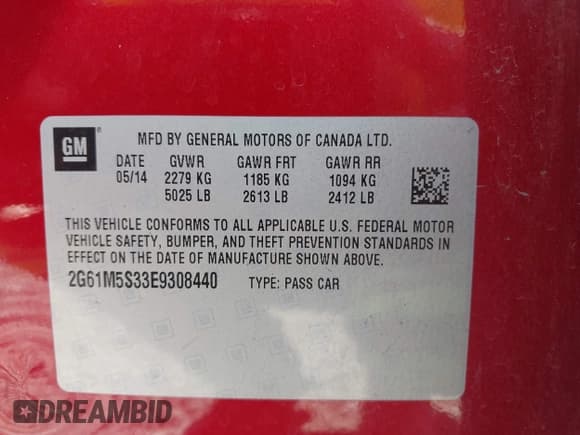 GM ®
MFD BY GENERAL MOTORS OF CANADA LTD.
DATE GVWR GAWR FRT GAWR RR
05/14 2279 KG 1185 KG 1094 KG
5025 LB 2613 LB 2412 LB
THIS VEHICLE CONFORMS TO ALL APPLICABLE U.S. FEDERAL MOTOR
VEHICLE SAFETY, BUMPER, AND THEFT PREVENTION STANDARDS IN
EFFECT ON THE DATE OF MANUFACTURE SHOWN ABOVE.
2G61M5S33E9308440 TYPE: PASS CAR
DREAMBID